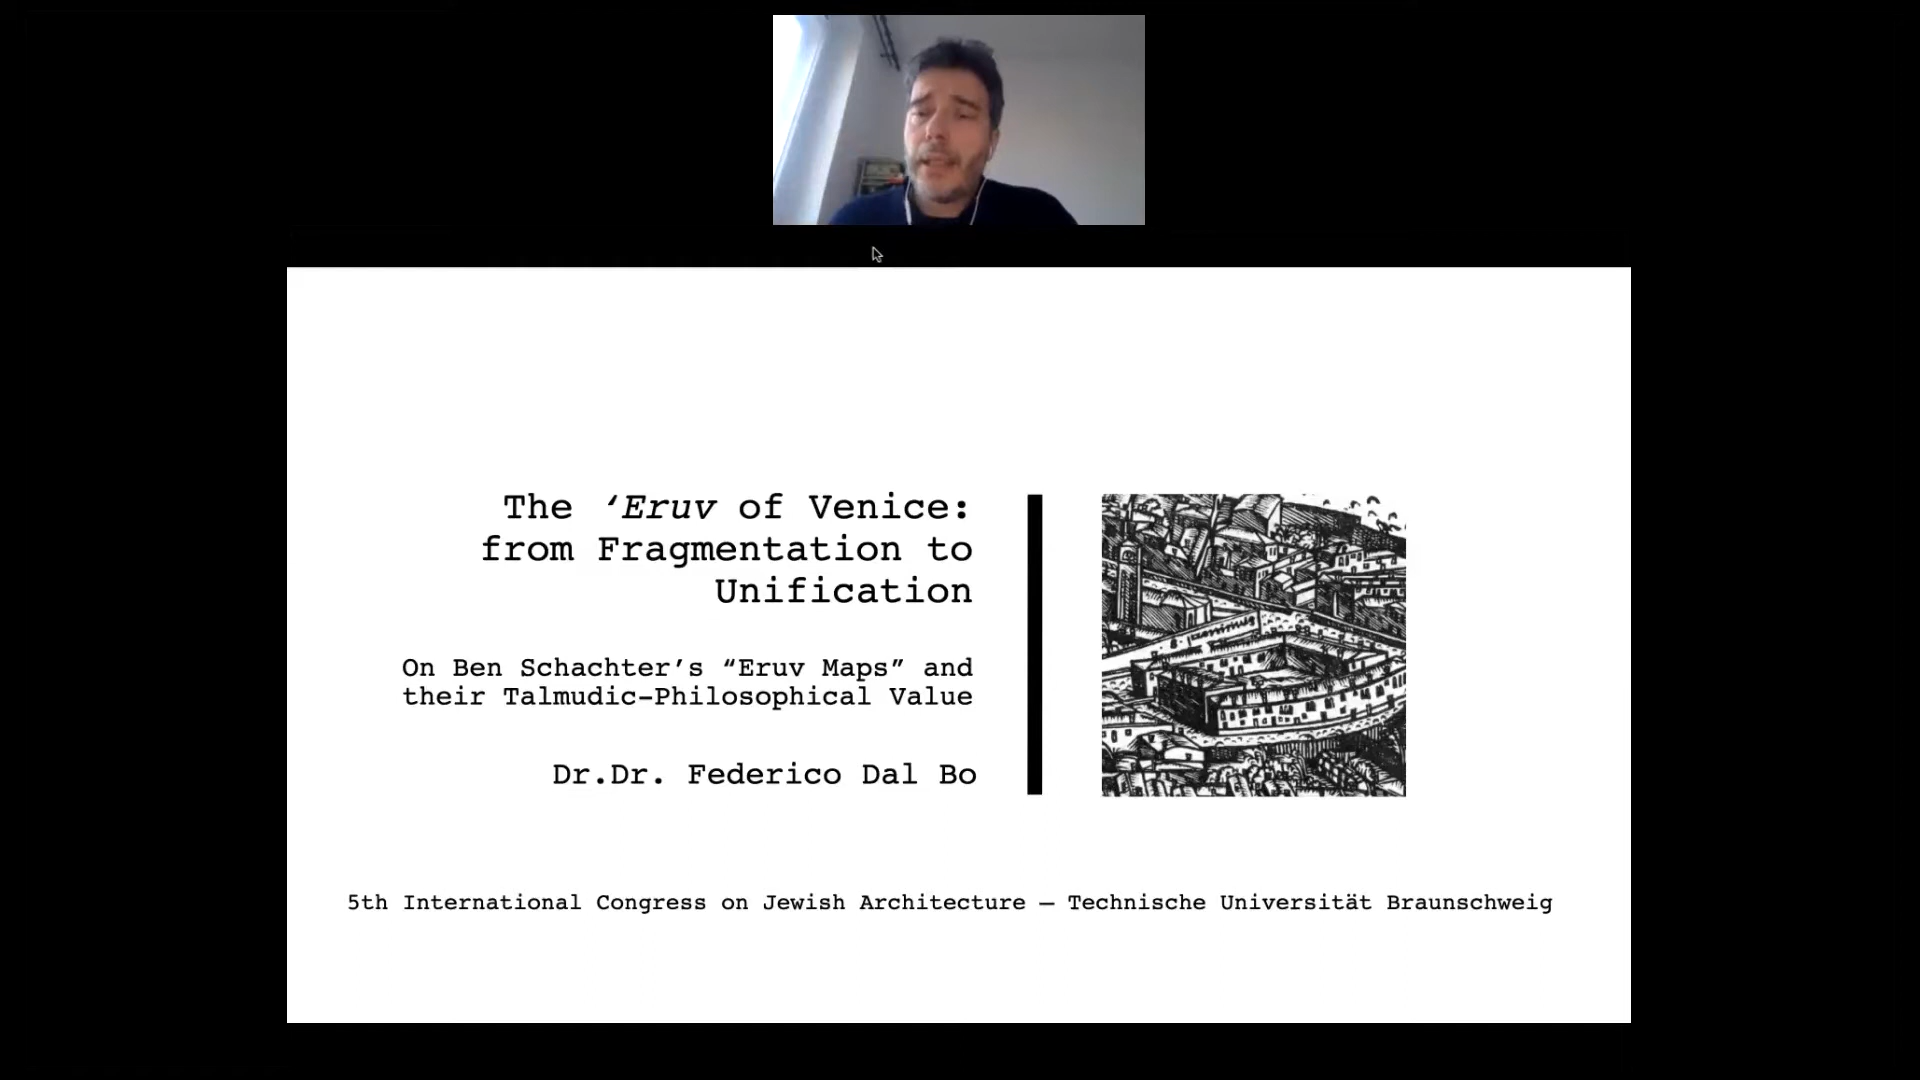 The ‘Eruv of Venice:
from Fragmentation to
Unification
On Ben Schachter’s “Eruv Maps” and
their Talmudic-Philosophical Value
Dr.Dr. Federico Dal Bo
5th International Congress on Jewish Architecture — Technische Universität Braunschweig